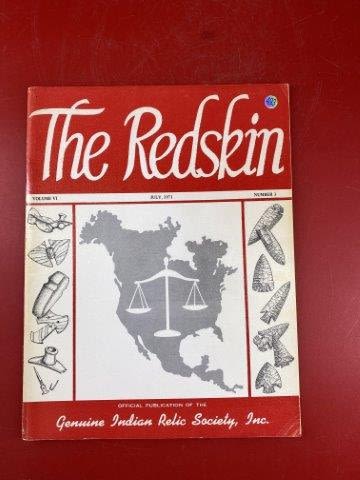 The Redskin
VOLUME VI JULY, 1971 NUMBER 3
OFFICIAL PUBLICATION OF THE
Genuine Indian Relic Society, Inc.